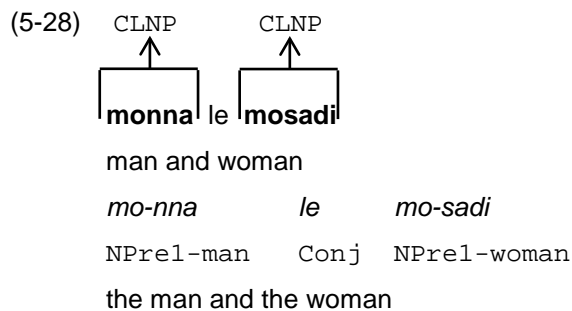 (5-28) CLNP CLNP
monna le mosadi
man and woman
mo-nna le mo-sadi
NPre1-man Conj NPre1-woman
the man and the woman